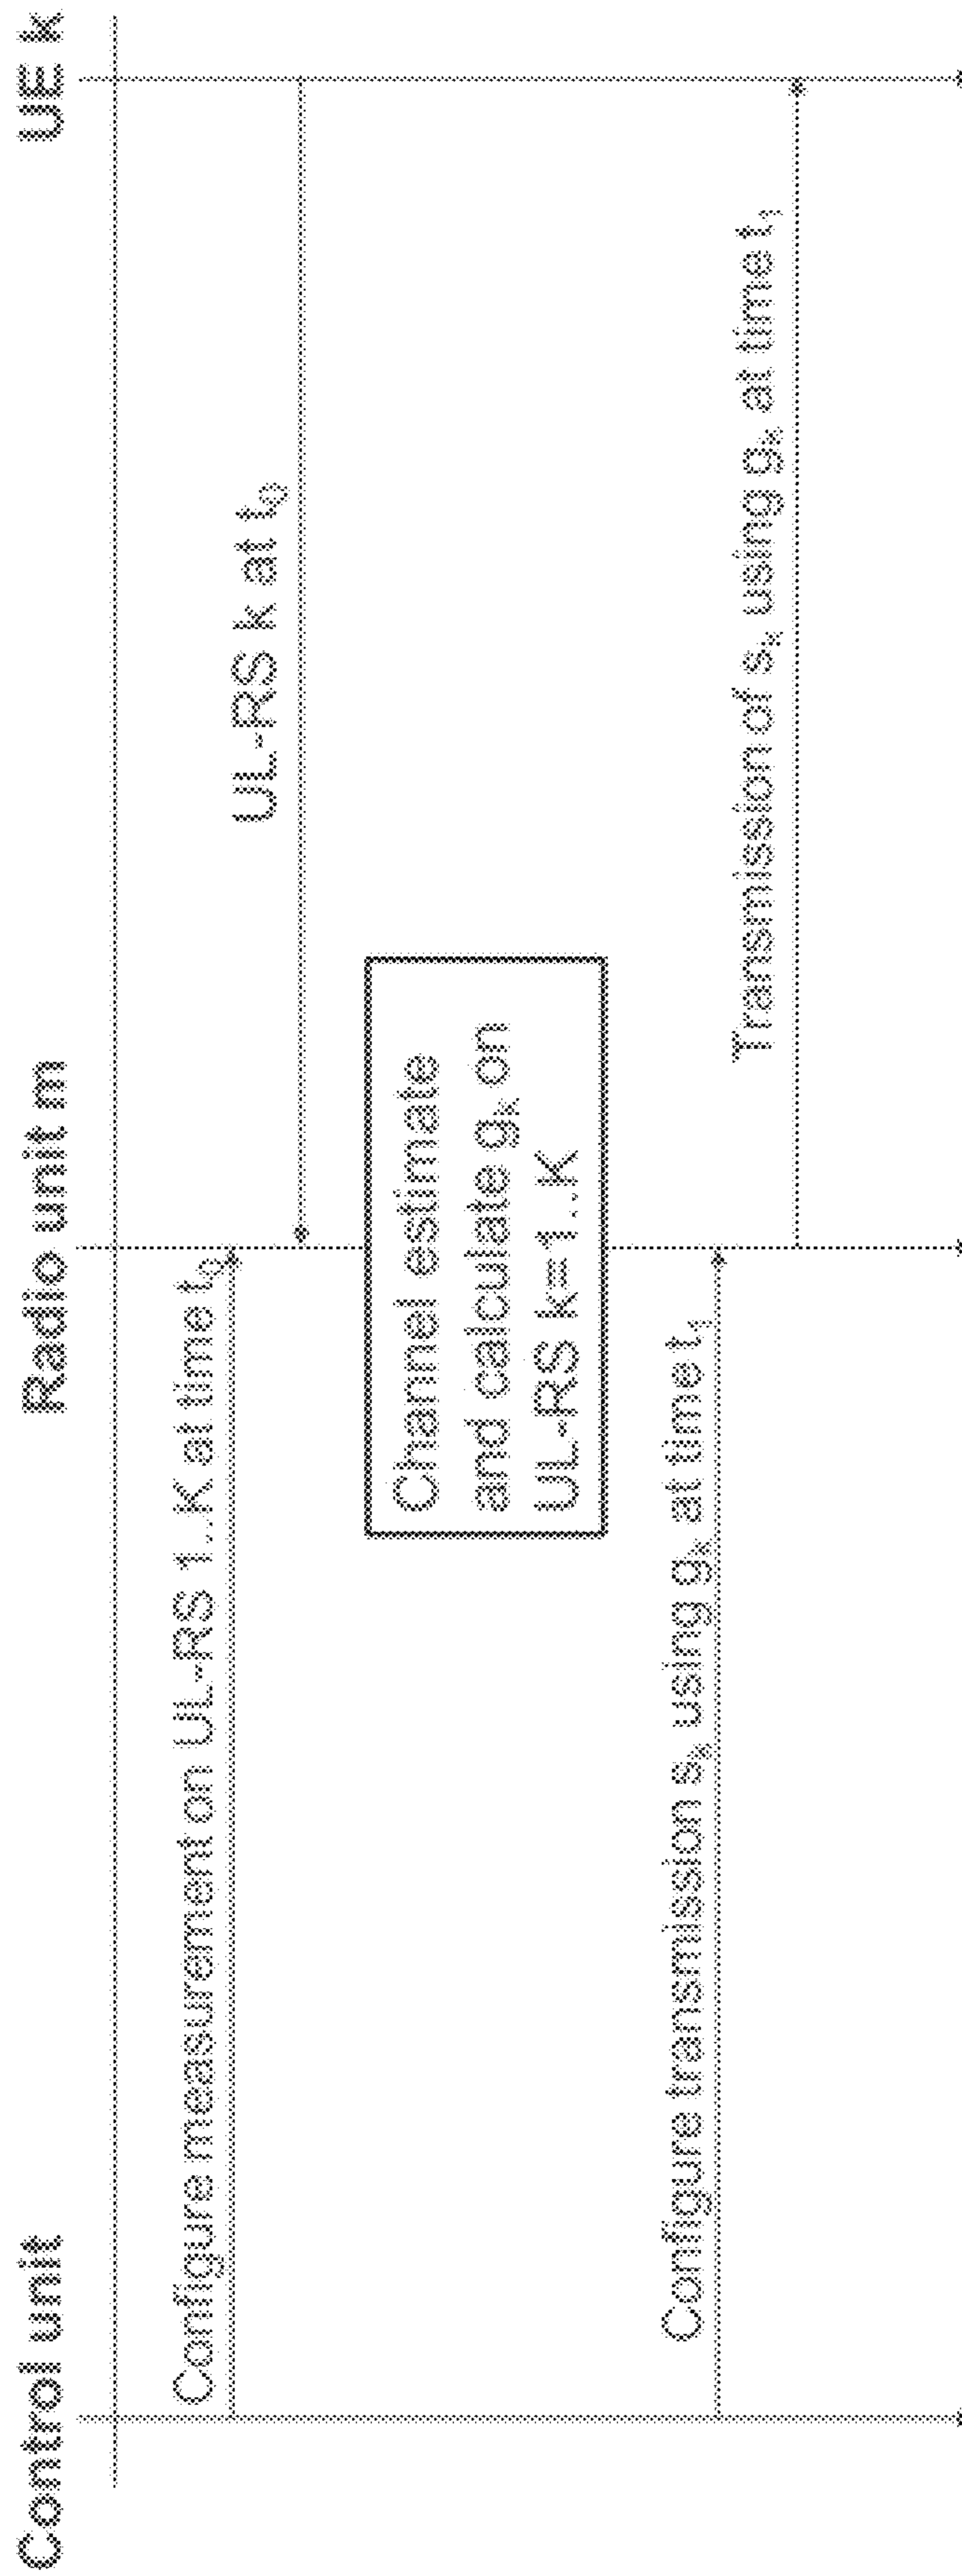 Control unit
Radio unit m
UE k
Configure measurement on UL-RS 1..K at time t₀
UL-RS k at t₀
Channel estimate
and calculate gₖ on
UL-RS k=1..K
Configure transmission sₖ using gₖ at time t₁
Transmission of sₖ using gₖ at time t₁